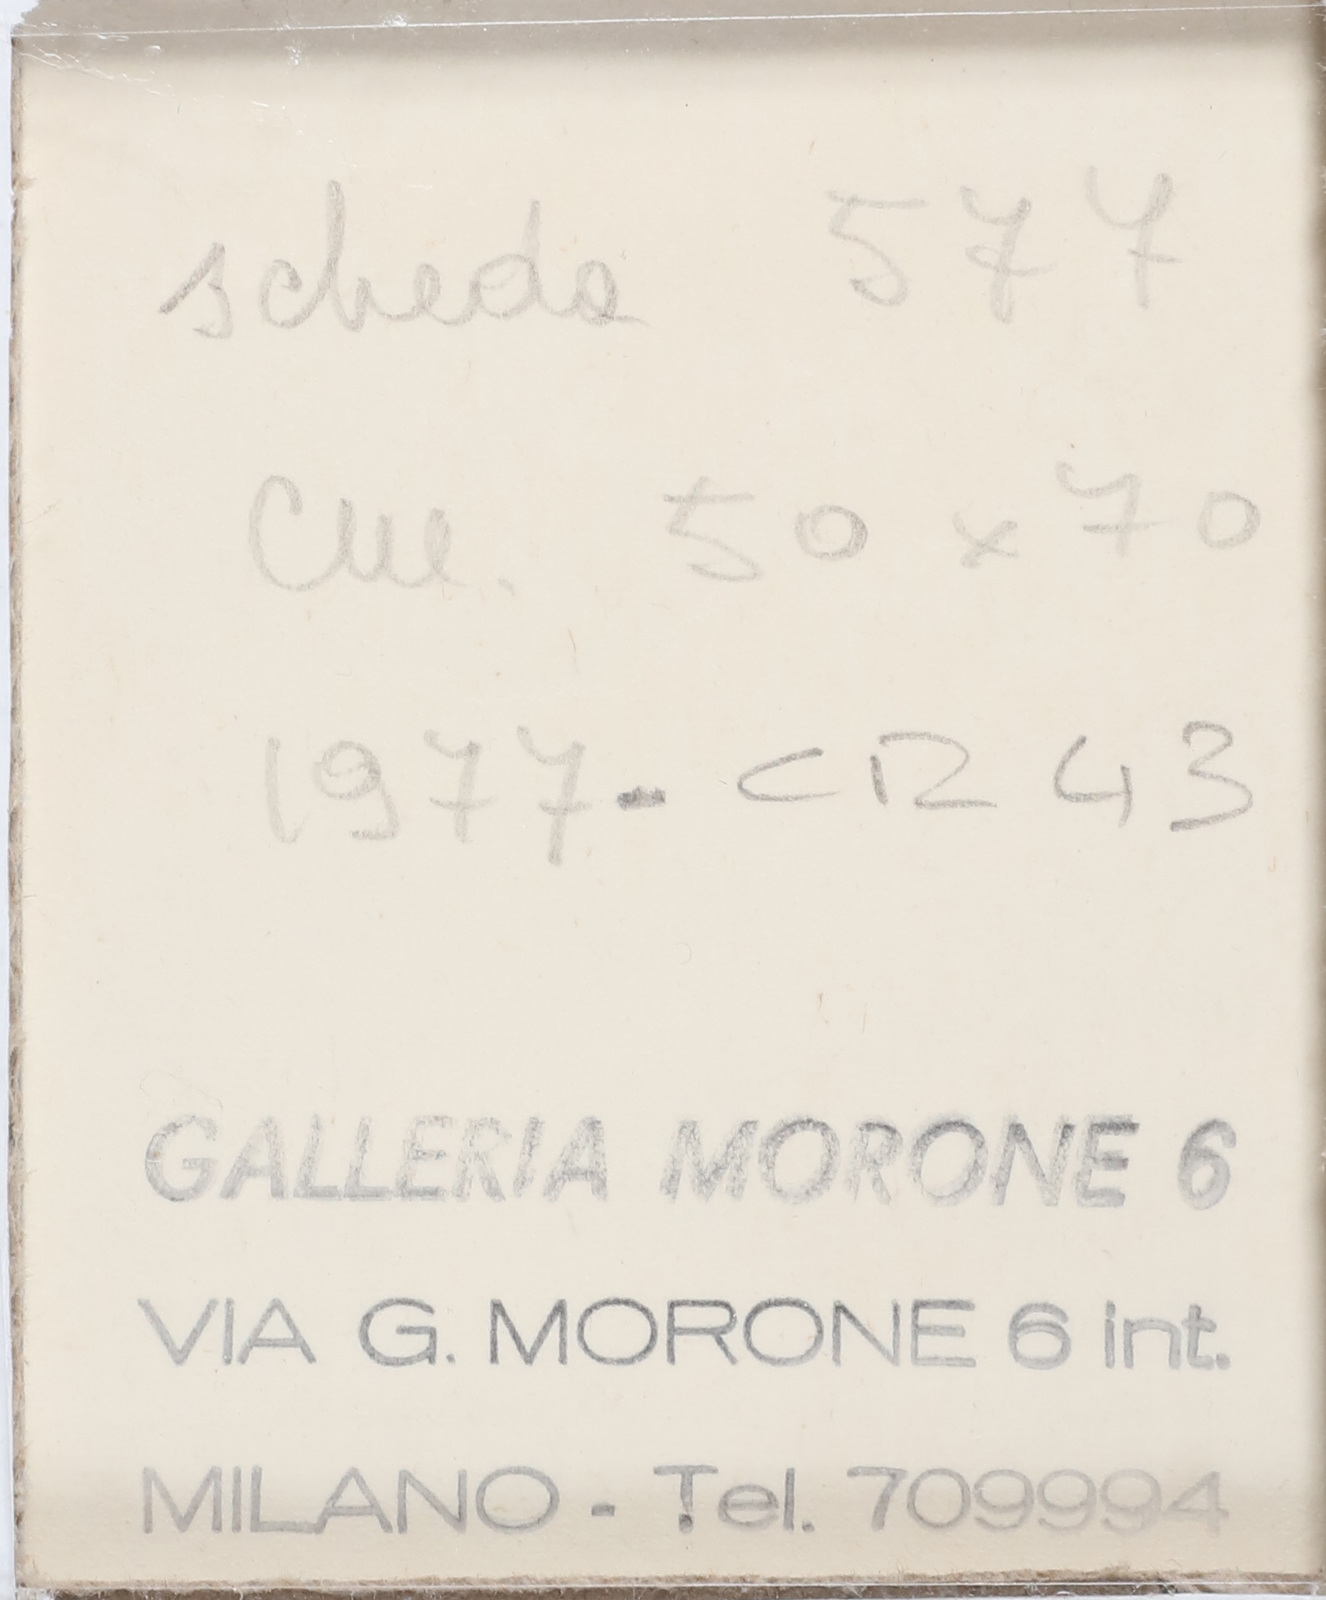 scheda 577
cm. 50 x 70
1977 - CR 43
GALLERIA MORONE 6
VIA G. MORONE 6 int.
MILANO - Tel. 709994